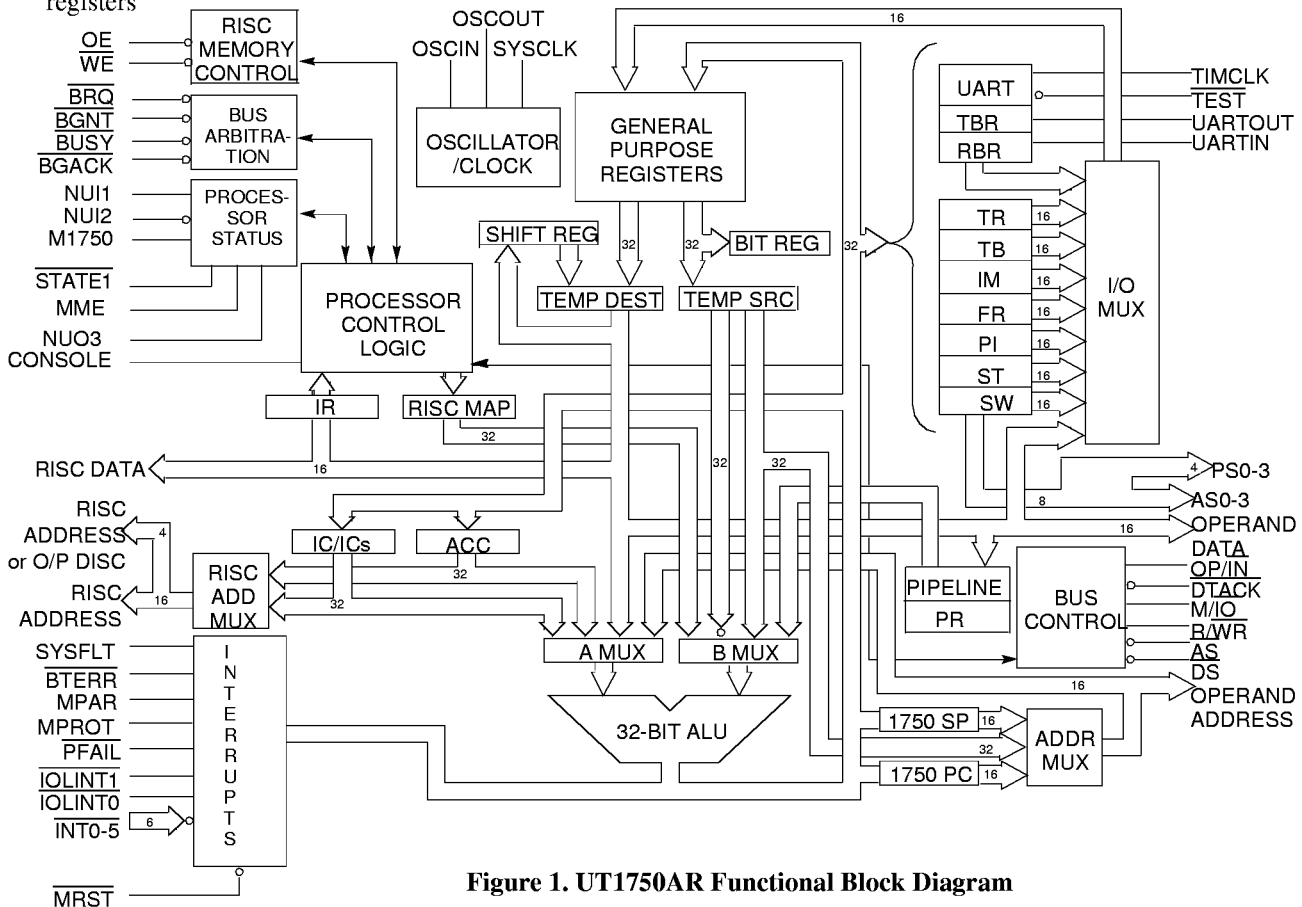 registers
OE
WE
RISC
MEMORY
CONTROL
BRQ
BGNT
BUSY
BGACK
BUS
ARBITRA-
TION
NUI1
NUI2
M1750
PROCES-
SOR
STATUS
STATE1
MME
NUO3
CONSOLE
OSCOUT
OSCIN SYSCLK
OSCILLATOR
/CLOCK
PROCESSOR
CONTROL
LOGIC
IR
RISC MAP
32
RISC DATA
16
16
GENERAL
PURPOSE
REGISTERS
SHIFT REG
32
32
BIT REG
32
TEMP DEST
TEMP SRC
32
32
UART
TBR
RBR
TIMCLK
TEST
UARTOUT
UARTIN
TR
16
TB
16
IM
16
FR
16
PI
16
ST
16
SW
16
I/O
MUX
4
PS0-3
8
AS0-3
16
OPERAND
DATA
RISC
ADDRESS
or O/P DISC
4
RISC
ADDRESS
16
RISC
ADD
MUX
IC/ICs
ACC
32
32
A MUX
B MUX
32-BIT ALU
PIPELINE
PR
BUS
CONTROL
OP/IN
DTACK
M/IO
R/WR
AS
DS
16
OPERAND
ADDRESS
1750 SP
16
32
1750 PC
16
ADDR
MUX
SYSFLT
BTERR
MPAR
MPROT
PFAIL
IOLINT1
IOLINT0
INT0-5
6
MRST
I
N
T
E
R
R
U
P
T
S
Figure 1. UT1750AR Functional Block Diagram